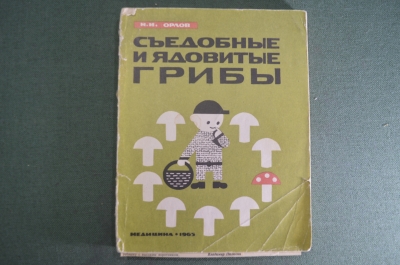 Н.И. ОРЛОВ
СЪЕДОБНЫЕ
И ЯДОВИТЫЕ
ГРИБЫ
МЕДИЦИНА • 1965